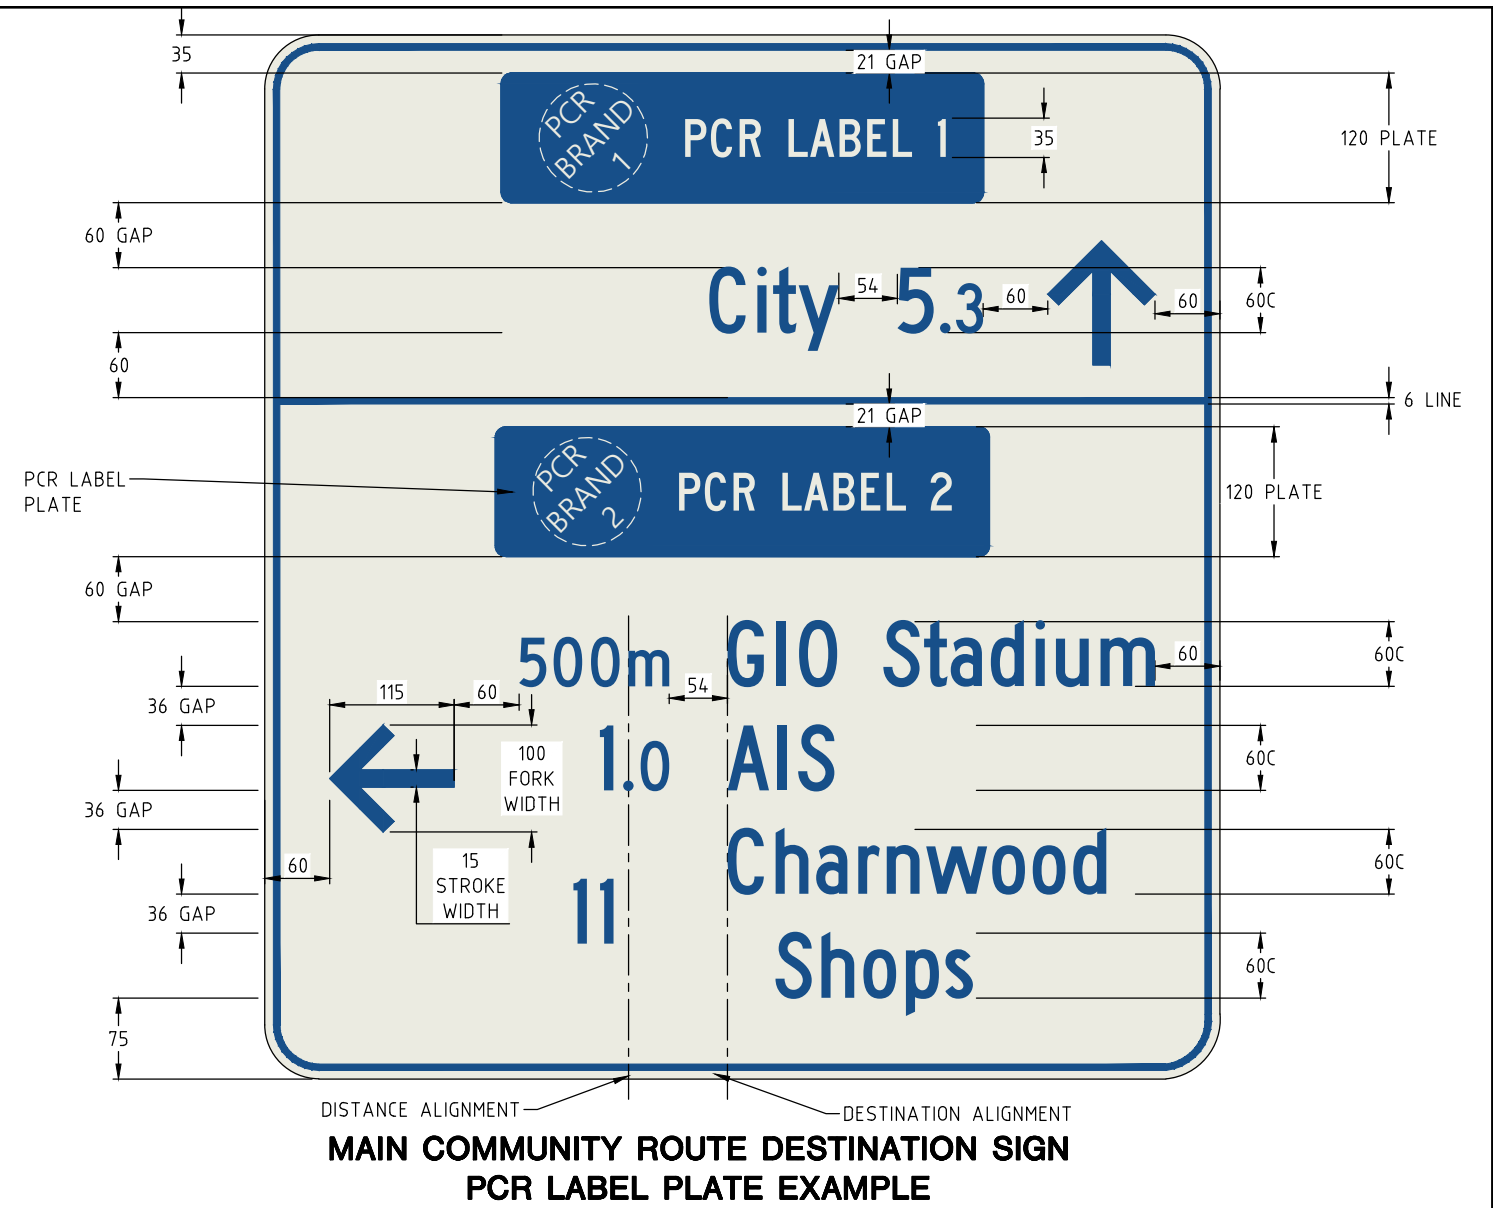 35
21 GAP
PCR
BRAND
1
PCR LABEL 1
35
120 PLATE
60 GAP
City 54 5.3 60
60
60C
60
6 LINE
21 GAP
PCR LABEL
PLATE
PCR
BRAND
2
PCR LABEL 2
120 PLATE
60 GAP
500m GIO Stadium
60
60C
115
60
54
36 GAP
1.0 AIS
100
FORK
WIDTH
60C
36 GAP
Charnwood
60
15
STROKE
WIDTH
60C
36 GAP
11
Shops
60C
75
DISTANCE ALIGNMENT
DESTINATION ALIGNMENT
MAIN COMMUNITY ROUTE DESTINATION SIGN
PCR LABEL PLATE EXAMPLE